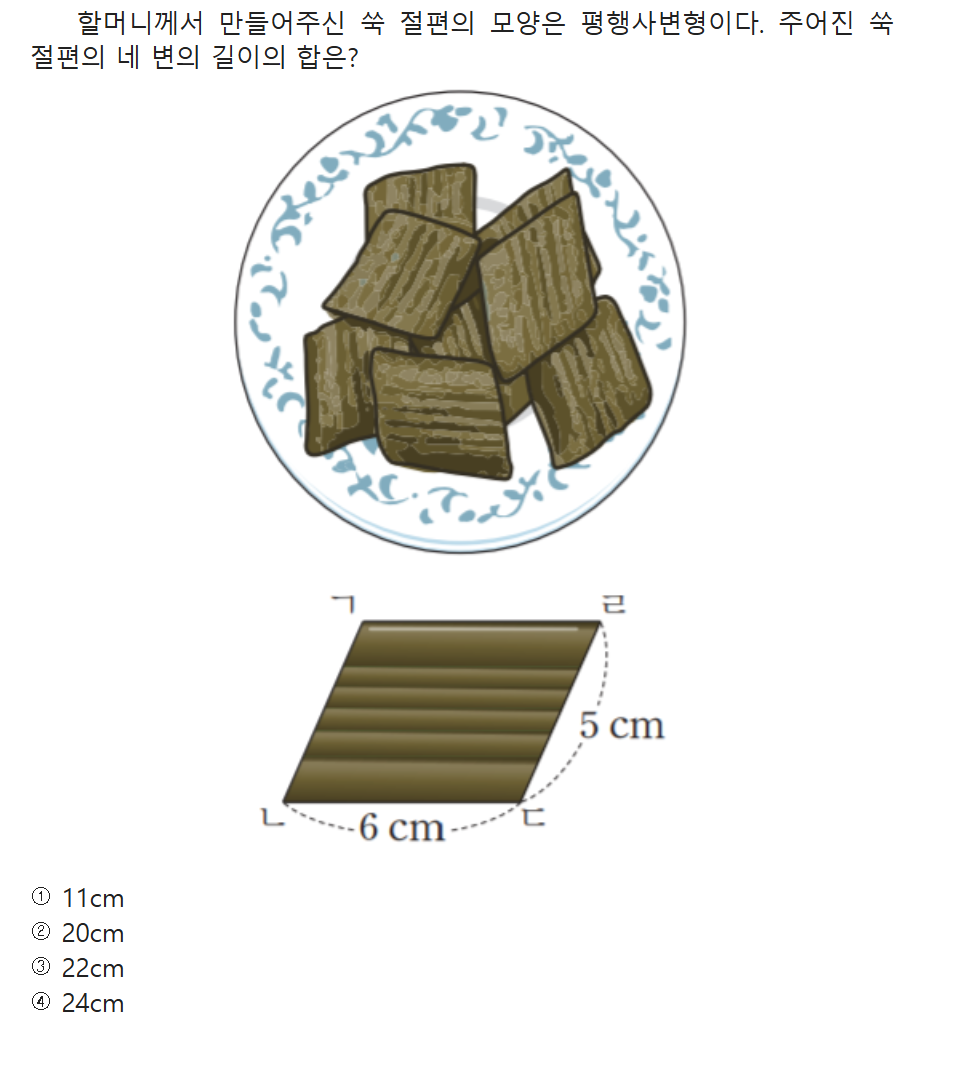 할머니께서 만들어주신 쑥 절편의 모양은 평행사변형이다. 주어진 쑥
절편의 네 변의 길이의 합은?
ㄱ ㄹ
5 cm
ㄴ ㄷ
6 cm
① 11cm
② 20cm
③ 22cm
④ 24cm